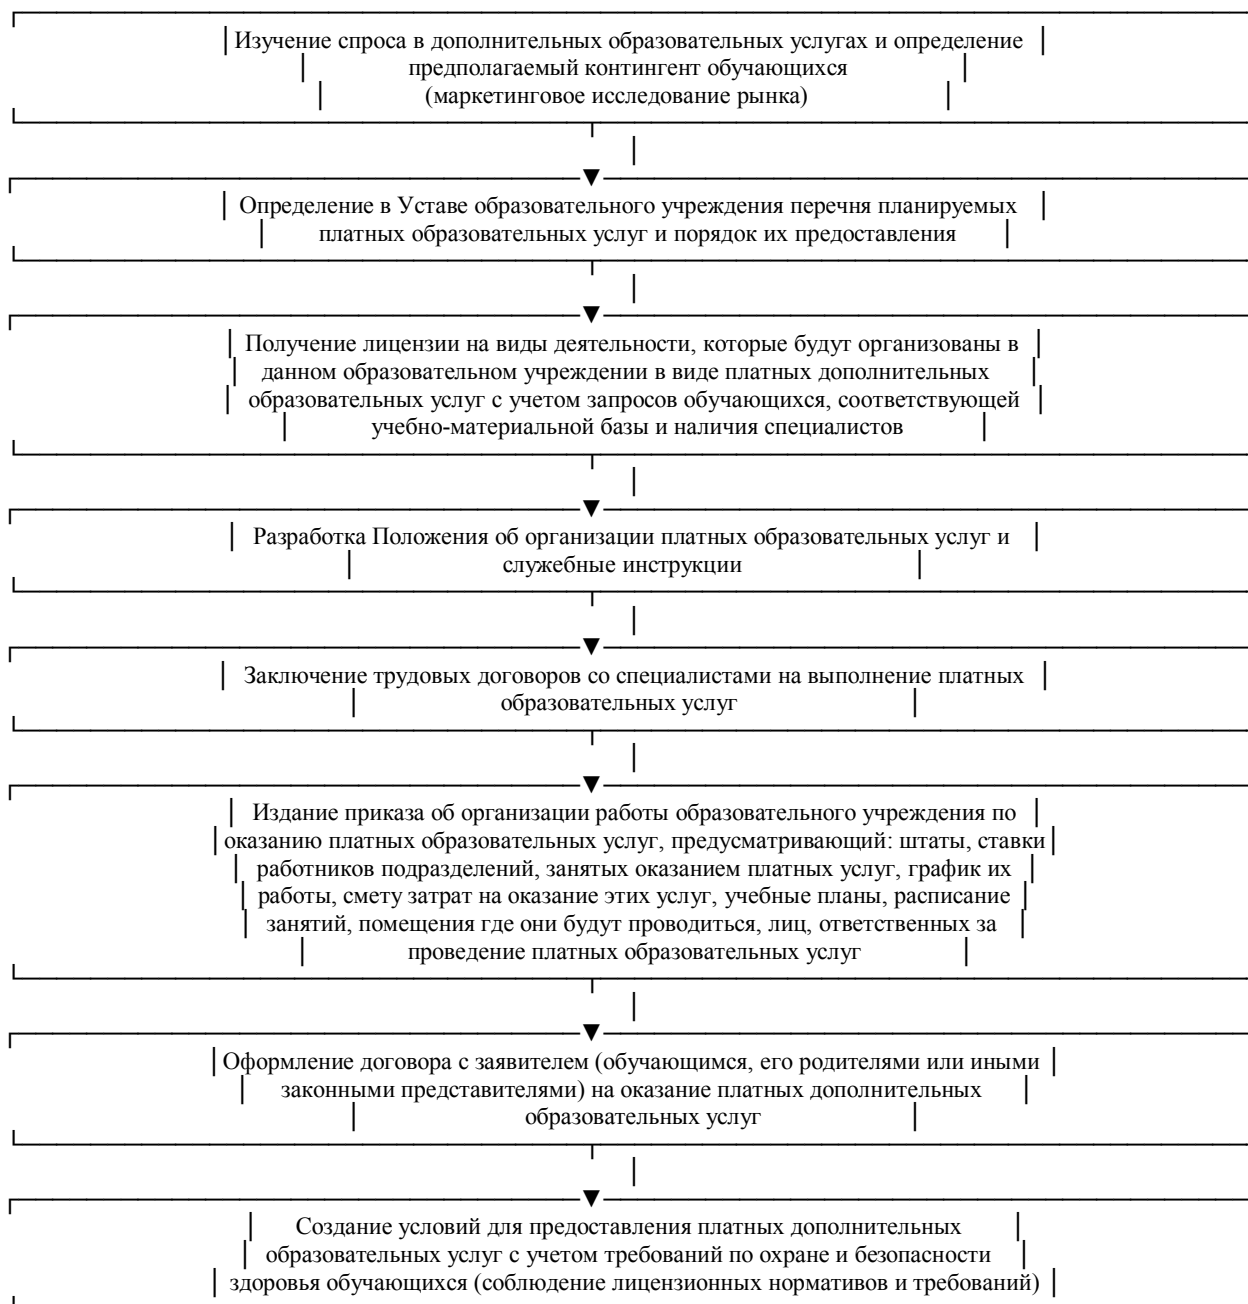 Изучение спроса в дополнительных образовательных услугах и определение
предполагаемый контингент обучающихся
(маркетинговое исследование рынка)
Определение в Уставе образовательного учреждения перечня планируемых
платных образовательных услуг и порядок их предоставления
Получение лицензии на виды деятельности, которые будут организованы в
данном образовательном учреждении в виде платных дополнительных
образовательных услуг с учетом запросов обучающихся, соответствующей
учебно-материальной базы и наличия специалистов
Разработка Положения об организации платных образовательных услуг и
служебные инструкции
Заключение трудовых договоров со специалистами на выполнение платных
образовательных услуг
Издание приказа об организации работы образовательного учреждения по
оказанию платных образовательных услуг, предусматривающий: штаты, ставки
работников подразделений, занятых оказанием платных услуг, график их
работы, смету затрат на оказание этих услуг, учебные планы, расписание
занятий, помещения где они будут проводиться, лиц, ответственных за
проведение платных образовательных услуг
Оформление договора с заявителем (обучающимся, его родителями или иными
законными представителями) на оказание платных дополнительных
образовательных услуг
Создание условий для предоставления платных дополнительных
образовательных услуг с учетом требований по охране и безопасности
здоровья обучающихся (соблюдение лицензионных нормативов и требований)